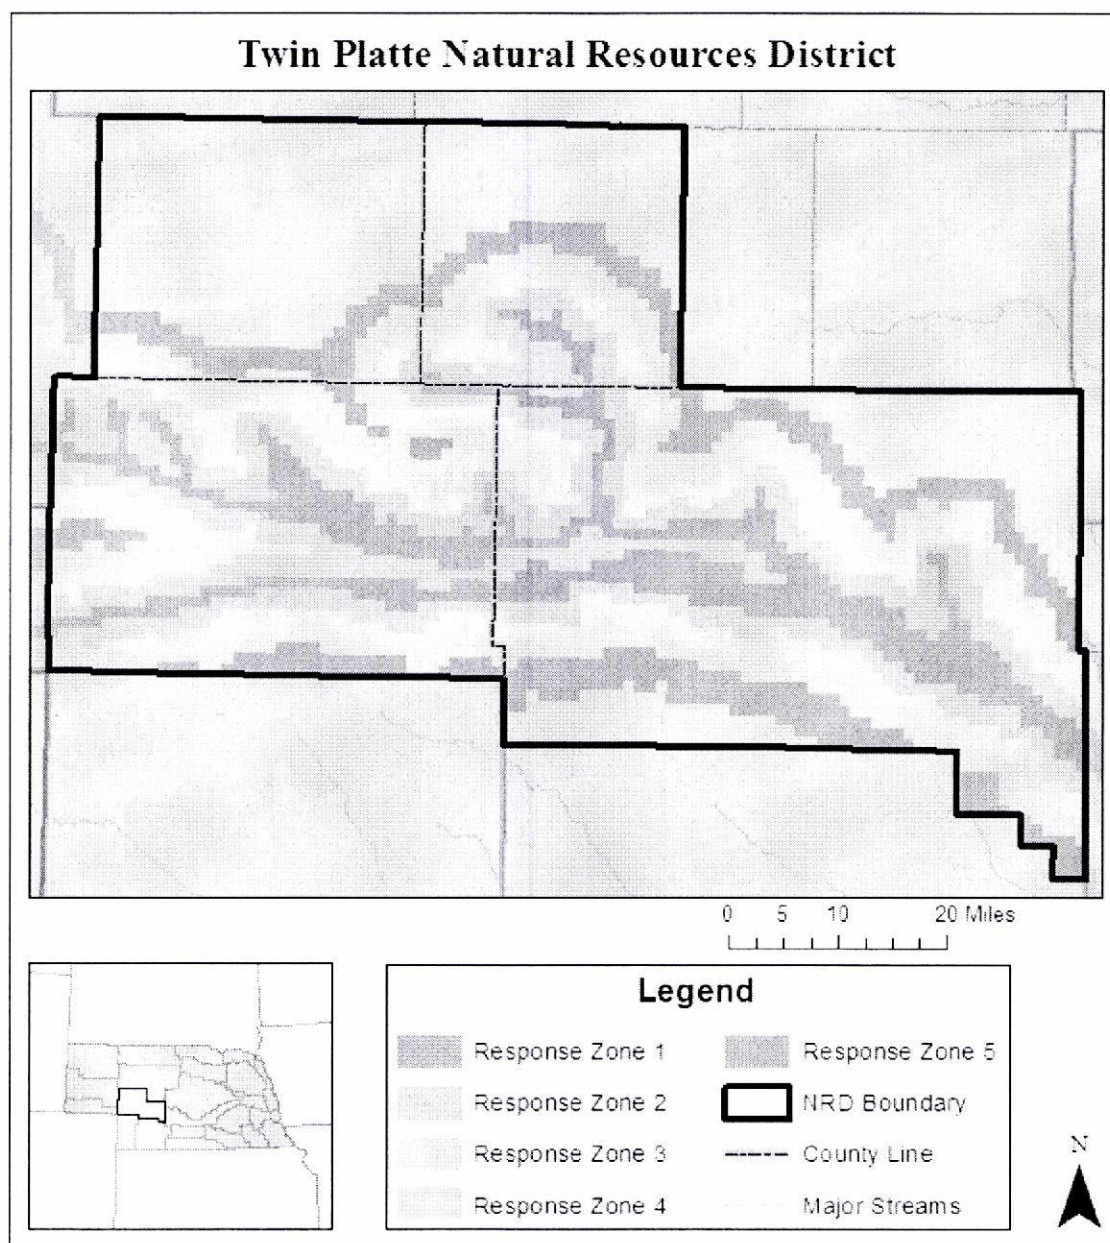 Twin Platte Natural Resources District
0 5 10 20 Miles
Legend
Response Zone 1
Response Zone 2
Response Zone 3
Response Zone 4
Response Zone 5
NRD Boundary
County Line
Major Streams
N